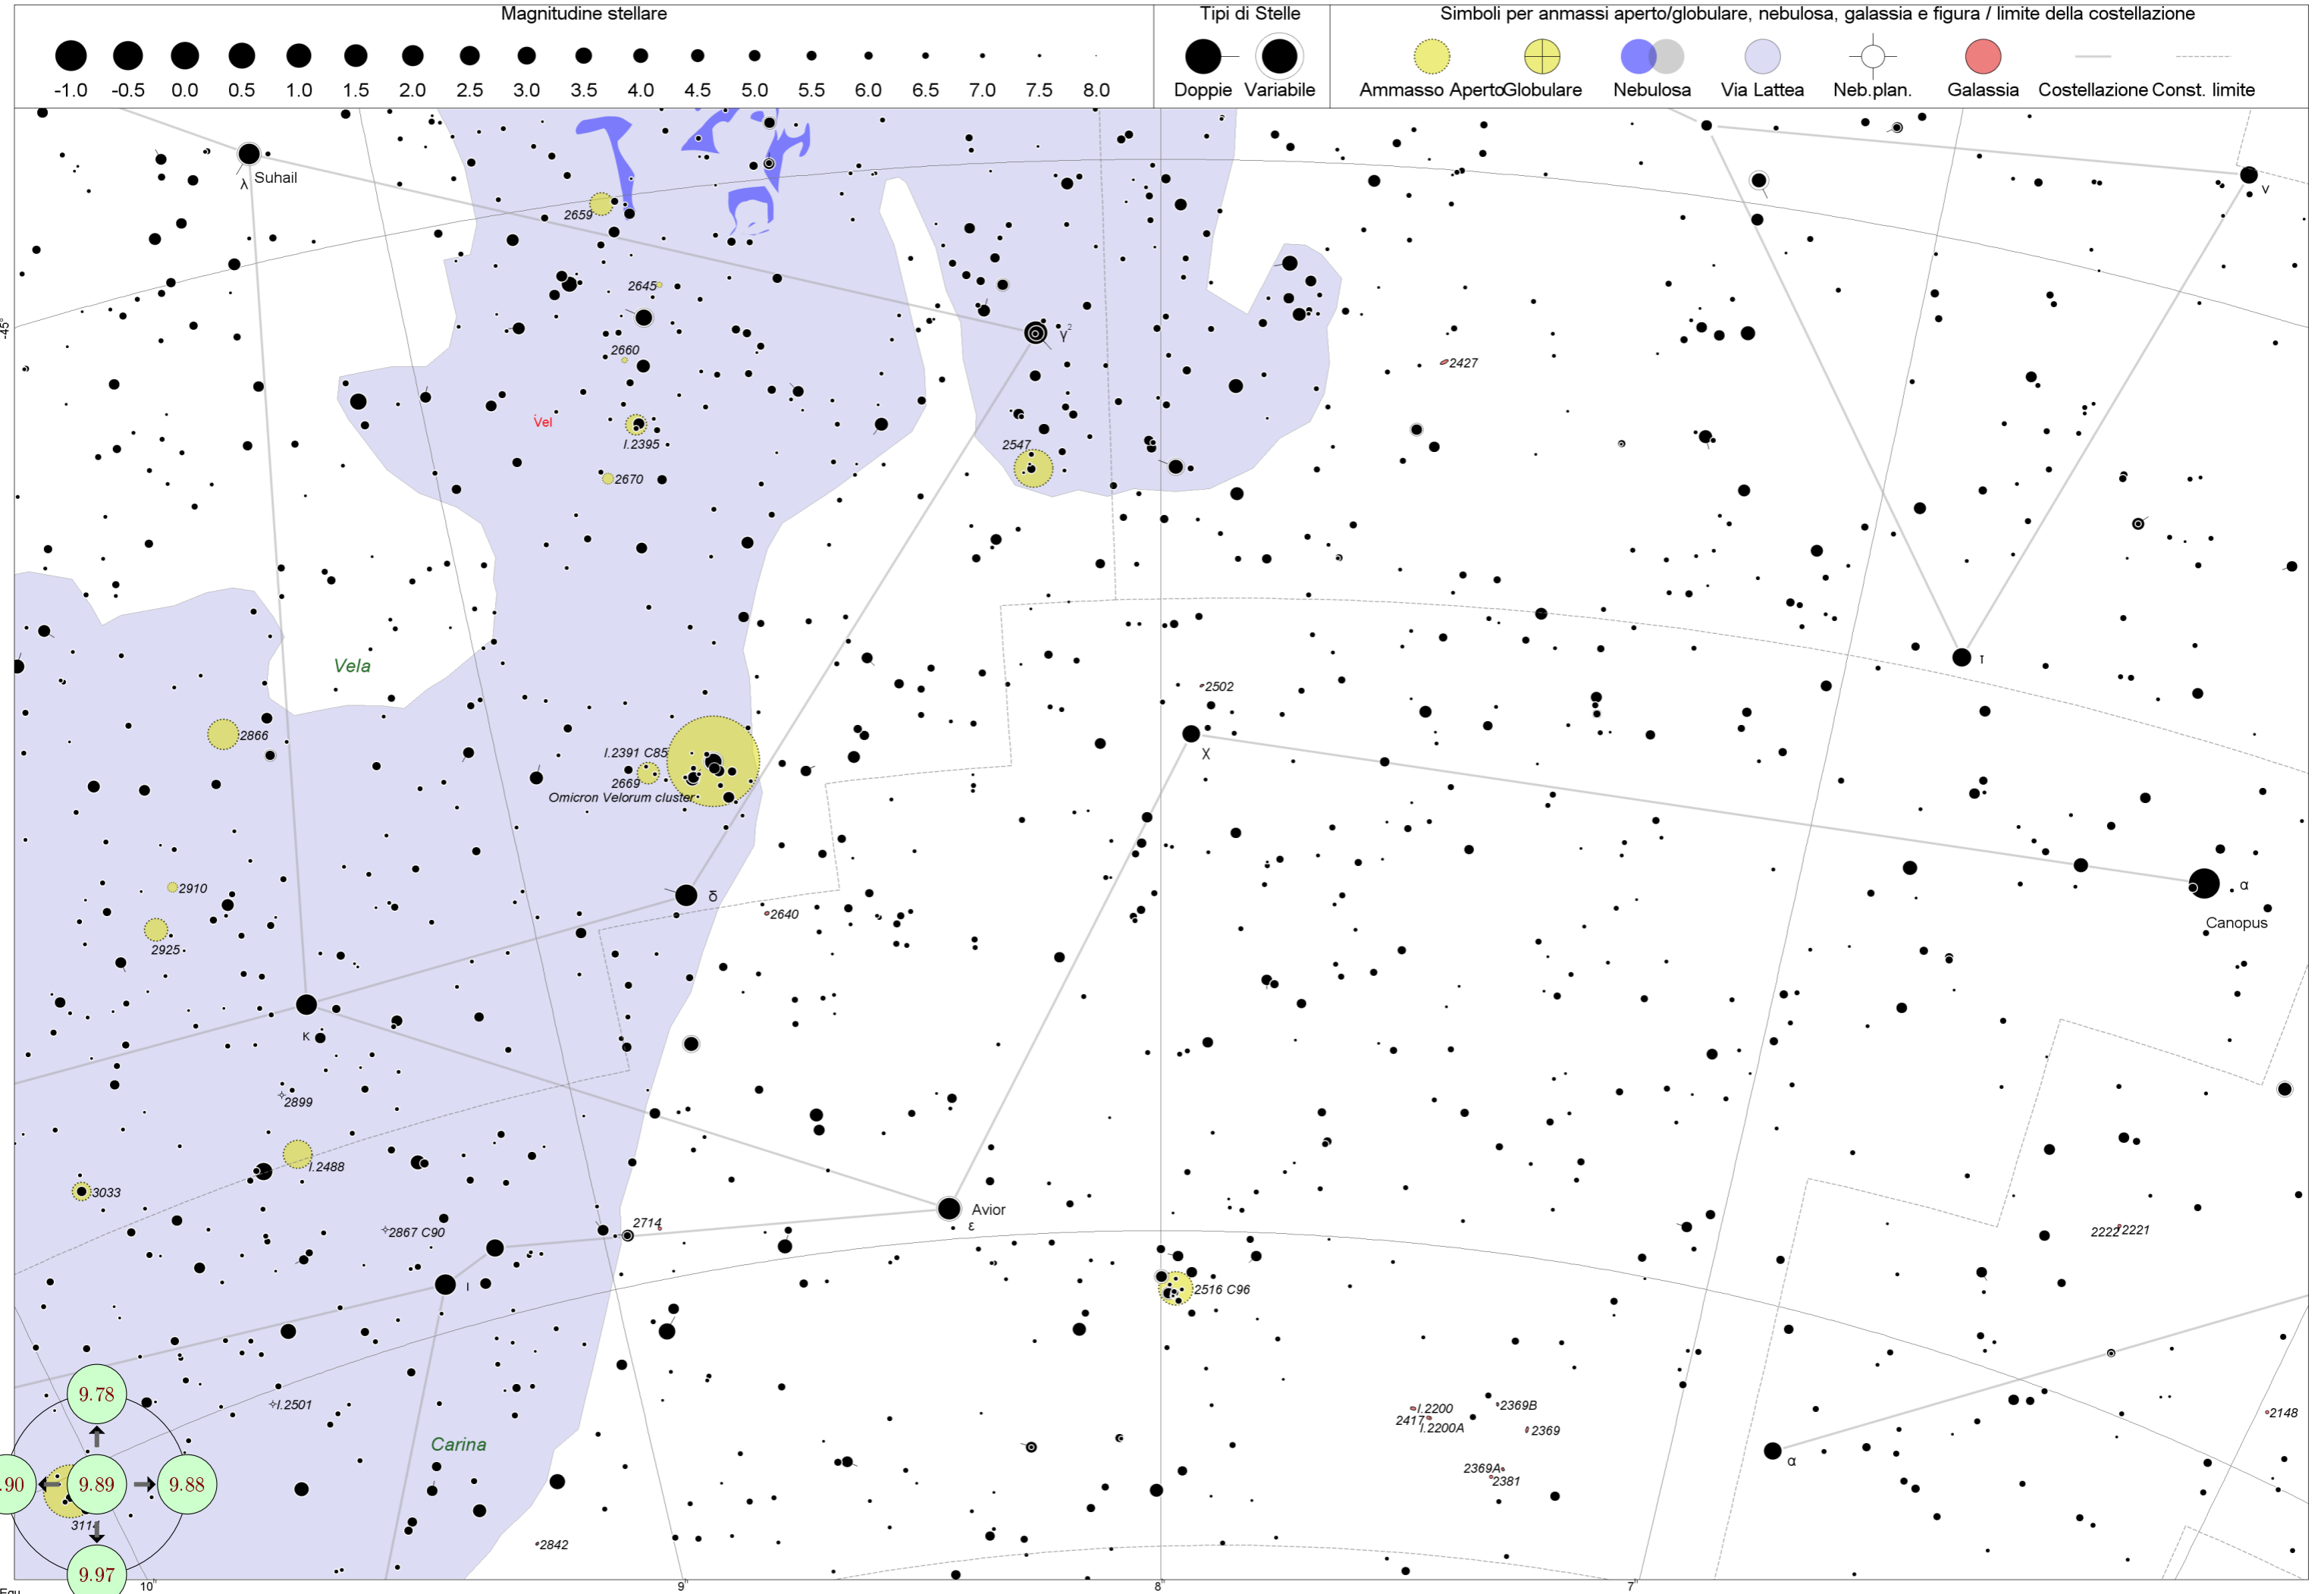 Magnitudine stellare
Tipi di Stelle
Simboli per anmassi aperto/globulare, nebulosa, galassia e figura / limite della costellazione
-1.0 -0.5 0.0 0.5 1.0 1.5 2.0 2.5 3.0 3.5 4.0 4.5 5.0 5.5 6.0 6.5 7.0 7.5 8.0
Doppie Variabile
Ammasso Aperto Globulare Nebulosa Via Lattea Neb.plan. Galassia Costellazione Const. limite
λ Suhail
ν
2659
2645
-45°
γ2
2660
2427
Vel
I.2395
2547
2670
Vela
τ
2502
2866
χ
I.2391 C85
2669
Omicron Velorum cluster
2910
δ
α
2640
Canopus
2925
κ
2899
I.2488
3033
Avior
ε
2714
2867 C90
2222 2221
ι
2516 C96
9.78
I.2501
I.2200
2369B
2417
I.2200A
2369
2148
Carina
α
2369A
2381
.90 9.89 9.88
3114
2842
9.97
10h 9h 8h 7h